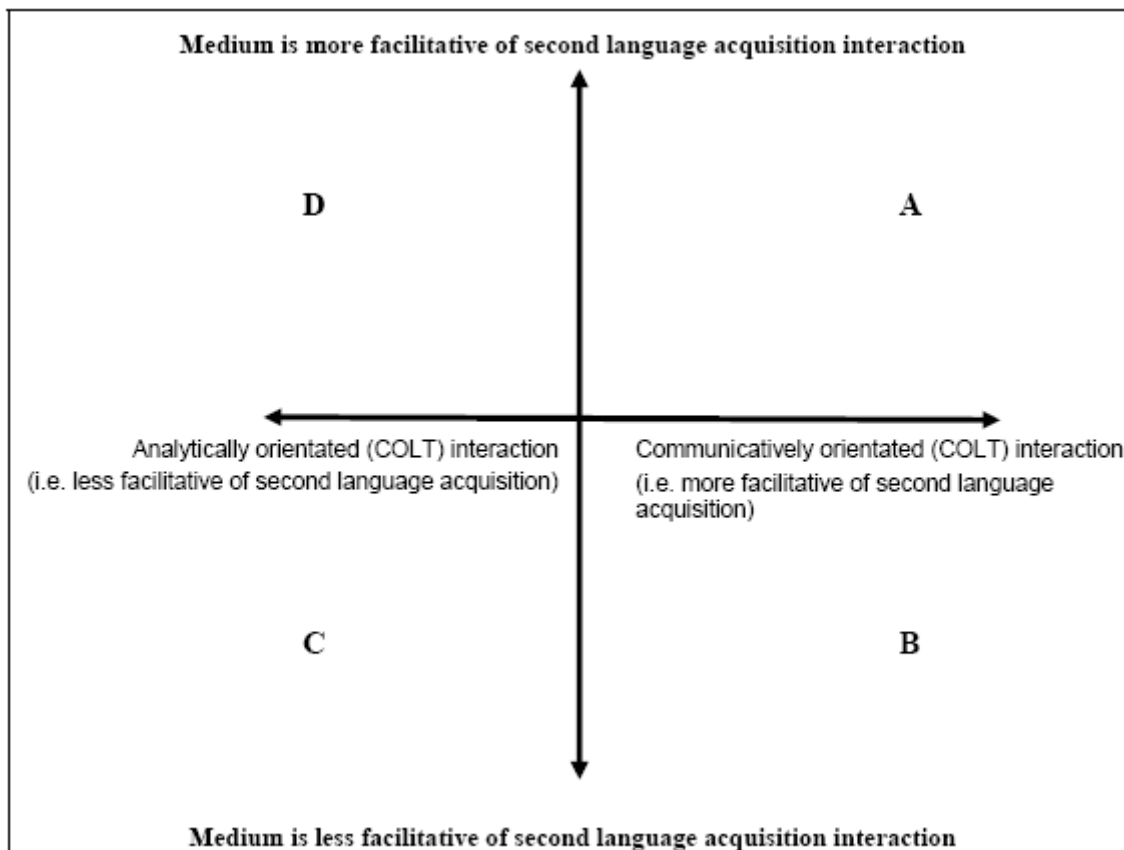 Medium is more facilitative of second language acquisition interaction
D
A
Analytically orientated (COLT) interaction
(i.e. less facilitative of second language acquisition)
Communicatively orientated (COLT) interaction
(i.e. more facilitative of second language
acquisition)
C
B
Medium is less facilitative of second language acquisition interaction